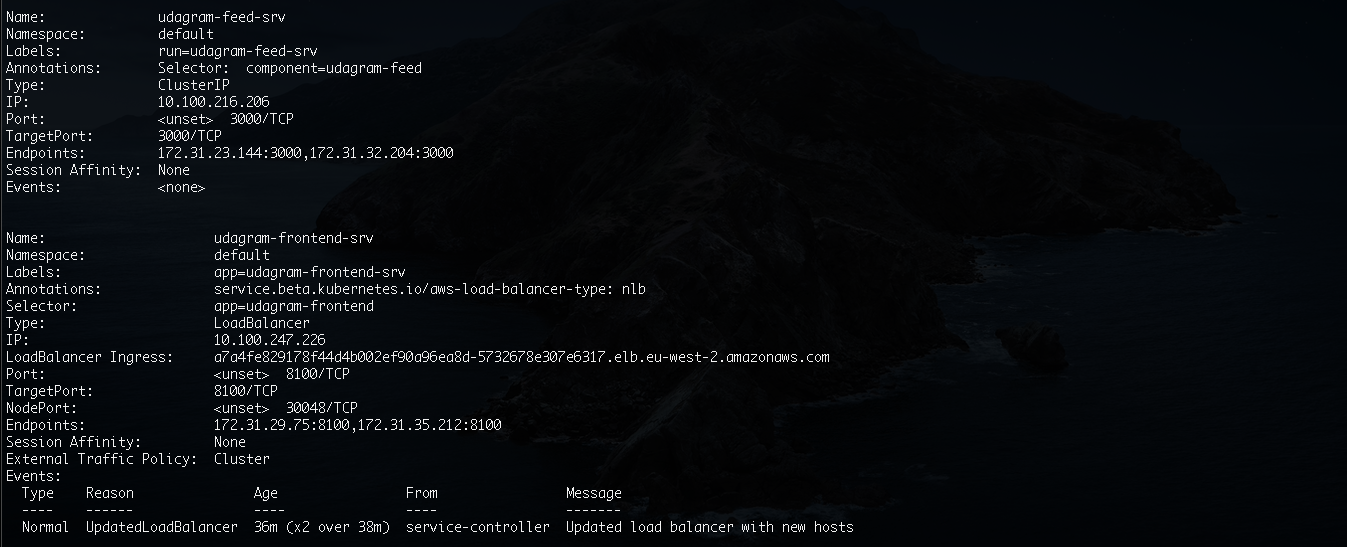 Name: udagram-feed-srv
Namespace: default
Labels: run=udagram-feed-srv
Annotations: Selector: component=udagram-feed
Type: ClusterIP
IP: 10.100.216.206
Port: <unset> 3000/TCP
TargetPort: 3000/TCP
Endpoints: 172.31.23.144:3000,172.31.32.204:3000
Session Affinity: None
Events: <none>
Name: udagram-frontend-srv
Namespace: default
Labels: app=udagram-frontend-srv
Annotations: service.beta.kubernetes.io/aws-load-balancer-type: nlb
Selector: app=udagram-frontend
Type: LoadBalancer
IP: 10.100.247.226
LoadBalancer Ingress: a7a4fe829178f44d4b002ef90a96ea8d-5732678e307e6317.elb.eu-west-2.amazonaws.com
Port: <unset> 8100/TCP
TargetPort: 8100/TCP
NodePort: <unset> 30048/TCP
Endpoints: 172.31.29.75:8100,172.31.35.212:8100
Session Affinity: None
External Traffic Policy: Cluster
Events:
Type Reason Age From Message
---- ------ ---- ---- -------
Normal UpdatedLoadBalancer 36m (x2 over 38m) service-controller Updated load balancer with new hosts